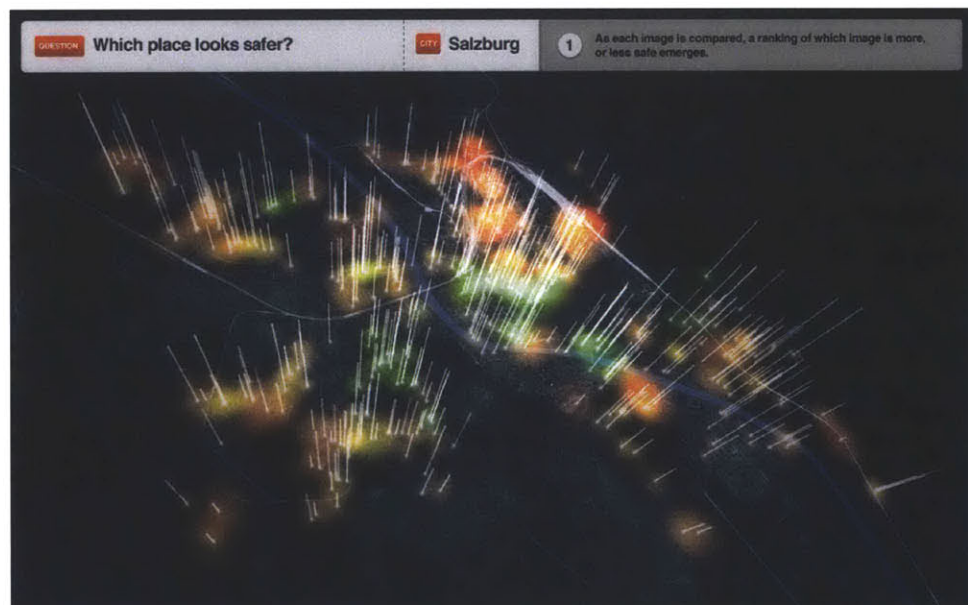 QUESTION Which place looks safer?
CITY Salzburg
1
As each image is compared, a ranking of which image is more,
or less safe emerges.